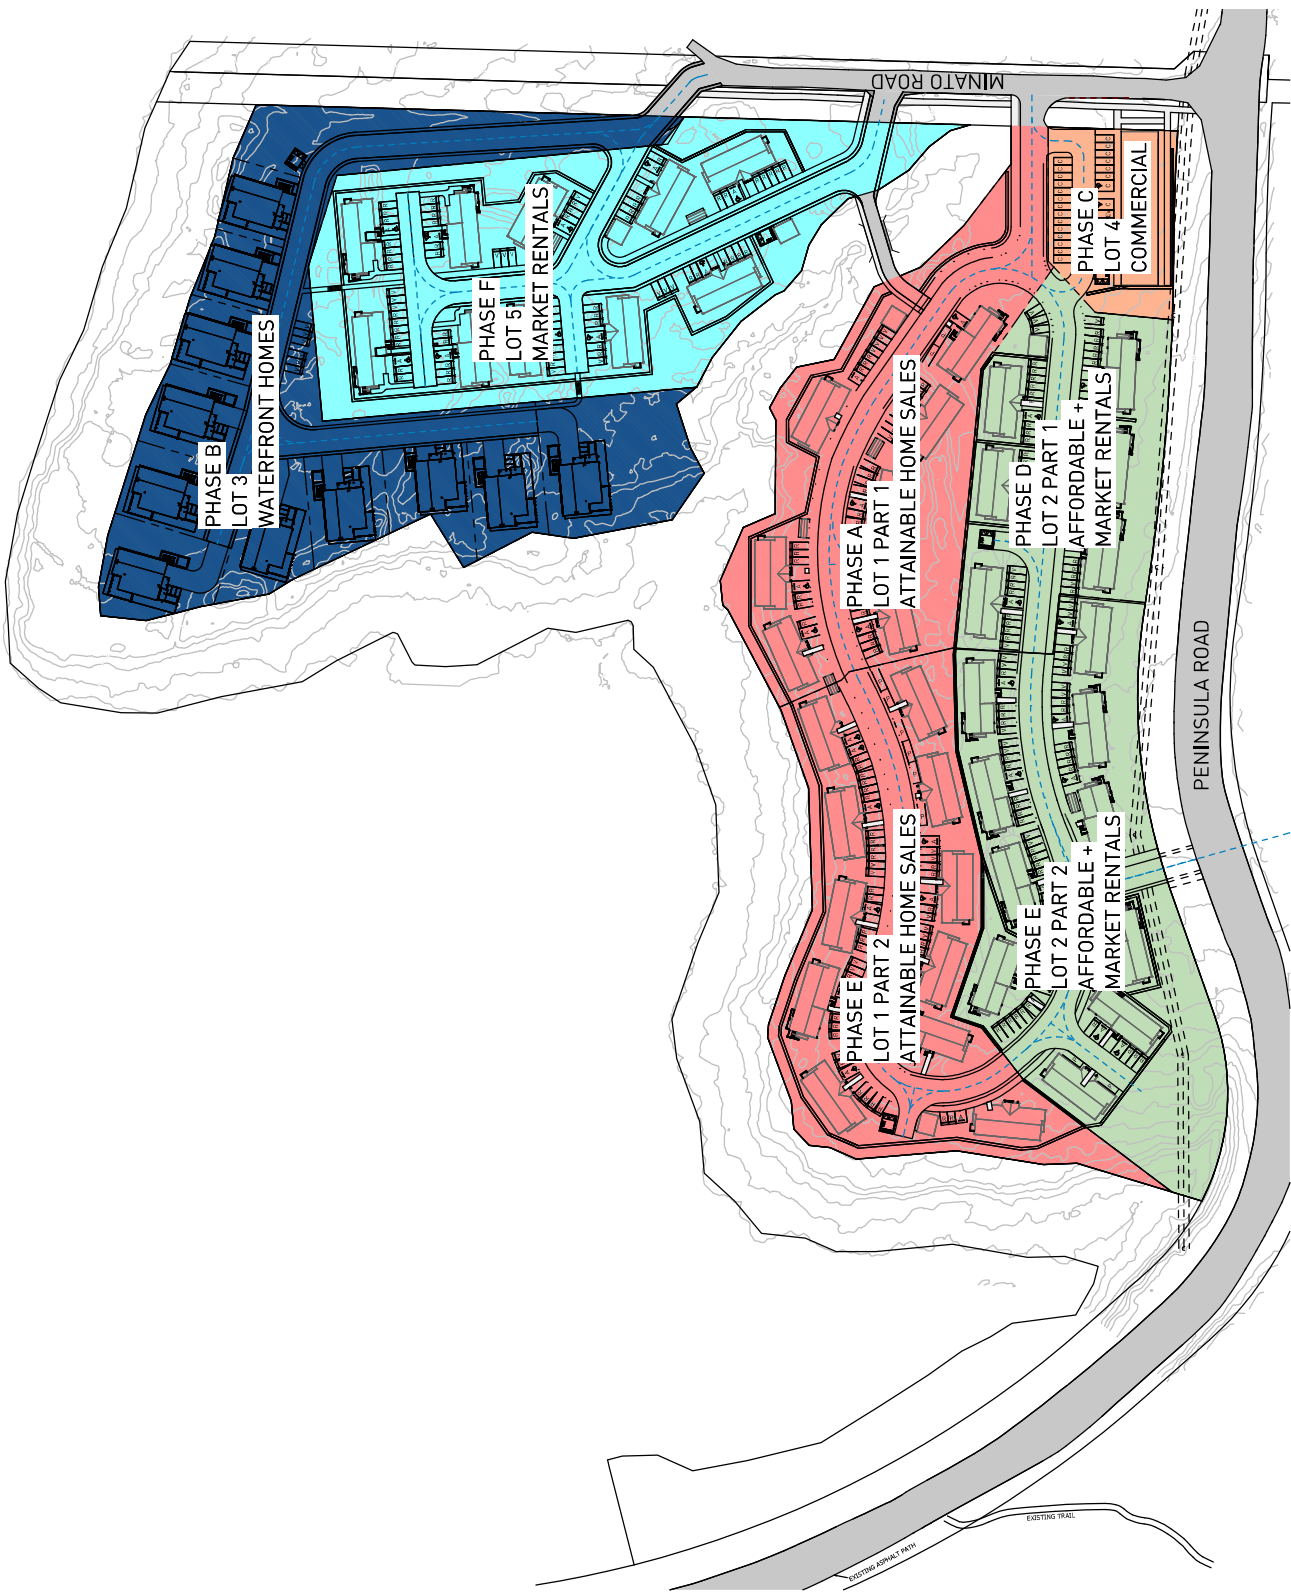 MINATO ROAD
PHASE C
LOT 4
COMMERCIAL
PHASE F
LOT 5
MARKET RENTALS
PHASE B
LOT 3
WATERFRONT HOMES
PHASE A
LOT 1 PART 1
ATTAINABLE HOME SALES
PHASE D
LOT 2 PART 1
AFFORDABLE +
MARKET RENTALS
PENINSULA ROAD
PHASE E
LOT 1 PART 2
ATTAINABLE HOME SALES
PHASE E
LOT 2 PART 2
AFFORDABLE +
MARKET RENTALS
EXISTING TRAIL
EXISTING ASPHALT PATH